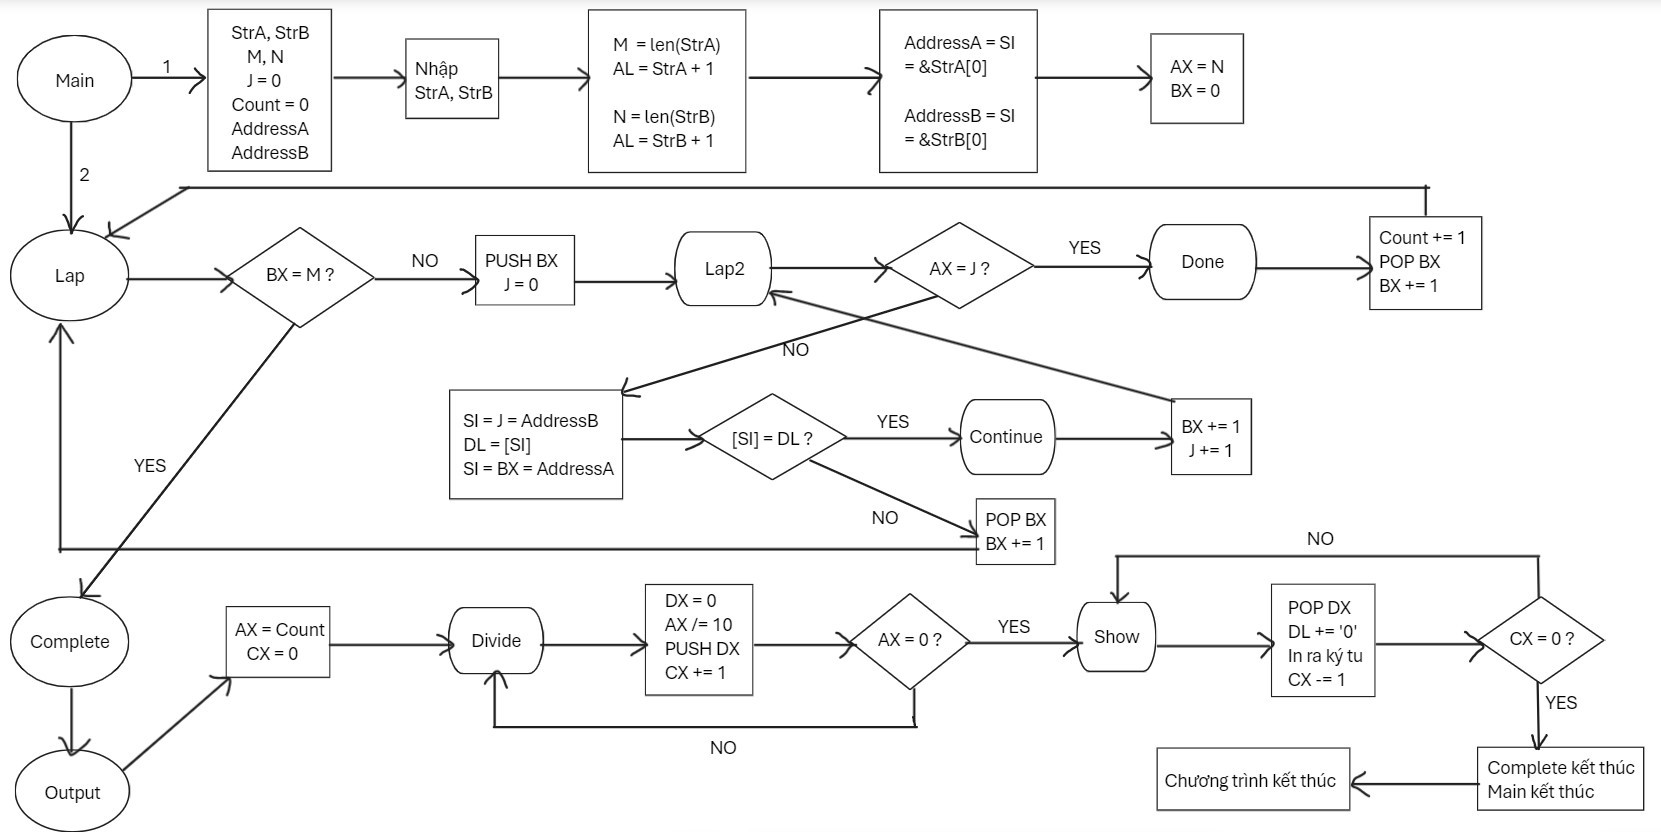 Main
1
StrA, StrB
M, N
J = 0
Count = 0
AddressA
AddressB
Nhập
StrA, StrB
M = len(StrA)
AL = StrA + 1
N = len(StrB)
AL = StrB + 1
AddressA = SI
= &StrA[0]
AddressB = SI
= &StrB[0]
AX = N
BX = 0
2
Lap
BX = M ?
NO
PUSH BX
J = 0
Lap2
AX = J ?
YES
Done
Count += 1
POP BX
BX += 1
NO
SI = J = AddressB
DL = [SI]
SI = BX = AddressA
[SI] = DL ?
YES
Continue
BX += 1
J += 1
YES
NO
POP BX
BX += 1
Complete
AX = Count
CX = 0
Divide
DX = 0
AX /= 10
PUSH DX
CX += 1
AX = 0 ?
YES
Show
NO
POP DX
DL += '0'
In ra ký tu
CX -= 1
CX = 0 ?
YES
NO
Output
Chương trình kết thúc
Complete kết thúc
Main kết thúc